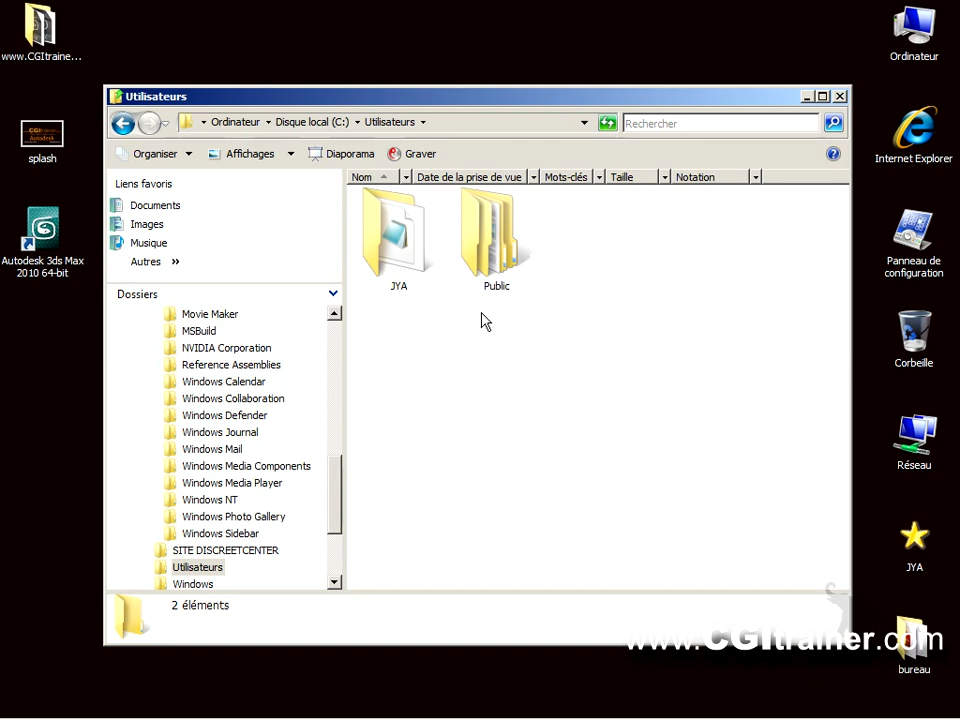 www.CGItraine...
Ordinateur
splash
Internet Explorer
Autodesk 3ds Max
2010 64-bit
Panneau de
configuration
Corbeille
Réseau
JYA
bureau
Utilisateurs
Ordinateur
Disque local (C:)
Utilisateurs
Rechercher
Organiser
Affichages
Diaporama
Graver
Liens favoris
Documents
Images
Musique
Autres »
Dossiers
Movie Maker
MSBuild
NVIDIA Corporation
Reference Assemblies
Windows Calendar
Windows Collaboration
Windows Defender
Windows Journal
Windows Mail
Windows Media Components
Windows Media Player
Windows NT
Windows Photo Gallery
Windows Sidebar
SITE DISCREETCENTER
Utilisateurs
Windows
Nom
Date de la prise de vue
Mots-clés
Taille
Notation
JYA
Public
2 éléments
www.CGItrainer.com